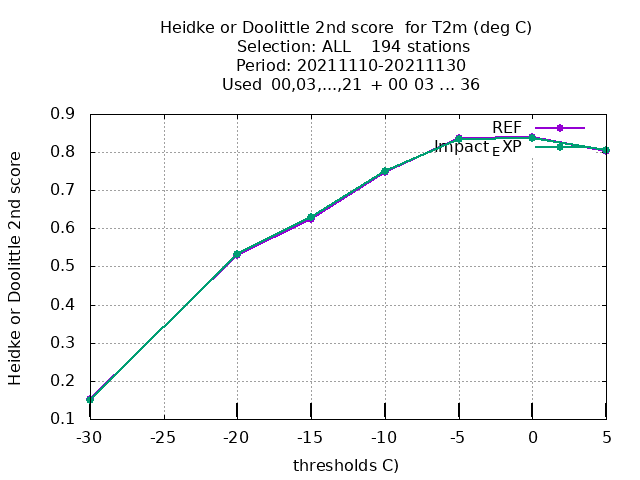 Heidke or Doolittle 2nd score for T2m (deg C)
Selection: ALL 194 stations
Period: 20211110-20211130
Used 00,03,...,21 + 00 03 ... 36
Heidke or Doolittle 2nd score
0.9
0.8
0.7
0.6
0.5
0.4
0.3
0.2
0.1
REF
Impact_EXP
-30
-25
-20
-15
-10
-5
0
5
thresholds C)